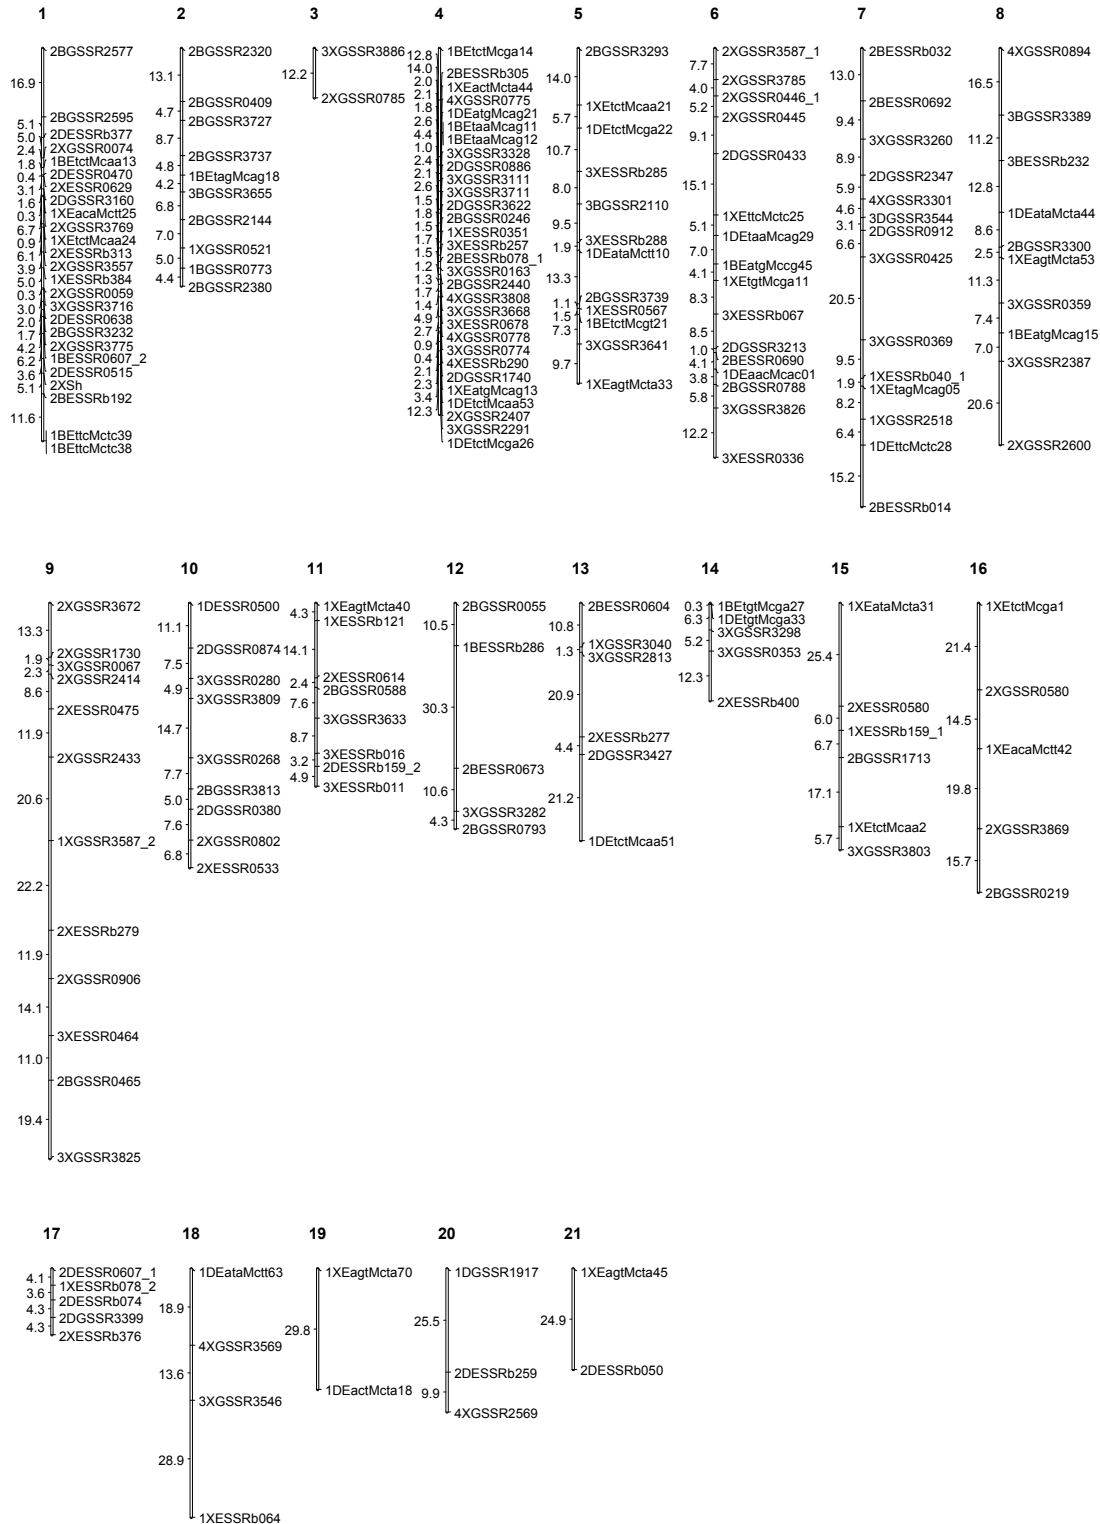 1 2 3 4 5 6 7 8
2BGSSR2577
16.9
2BGSSR2595
5.1
2DESSRb377
5.0
2XGSSR0074
2.4
1BEtctMcaa13
1.8
2DESSR0470
0.4
2XESSR0629
3.1
2DGSSR3160
1.6
1XEacaMctt25
0.3
2XGSSR3769
6.7
1XEtctMcaa24
0.9
2XESSRb313
6.1
2XGSSR3557
3.9
1XESSRb384
5.0
2XGSSR0059
0.3
3XGSSR3716
3.0
2DESSR0638
2.0
2BGSSR3232
1.7
2XGSSR3775
4.2
1BESSR0607_2
6.2
2DESSR0515
3.6
2XSh
5.1
2BESSRb192
11.6
1BEttcMctc39
1BEttcMctc38
2BGSSR2320
13.1
2BGSSR0409
4.7
2BGSSR3727
8.7
2BGSSR3737
4.8
1BEtagMcag18
4.2
3BGSSR3655
6.8
2BGSSR2144
7.0
1XGSSR0521
5.0
1BGSSR0773
4.4
2BGSSR2380
3XGSSR3886
12.2
2XGSSR0785
1BEtctMcga14
12.8
2BESSRb305
14.0
1XEactMcta44
2.0
4XGSSR0775
2.1
1DEatgMcag21
1.8
1BEtaaMcag11
2.6
1BEtaaMcag12
4.4
3XGSSR3328
1.0
2DGSSR0886
2.4
3XGSSR3111
2.1
3XGSSR3711
2.6
2DGSSR3622
1.5
2BGSSR0246
1.8
1XESSR0351
1.5
3XESSRb257
1.7
2BESSRb078_1
1.5
3XGSSR0163
1.2
2BGSSR2440
1.3
4XGSSR3808
1.7
3XGSSR3668
1.4
3XESSR0678
4.9
4XGSSR0778
2.7
3XGSSR0774
0.9
4XESSRb290
0.4
2DGSSR1740
2.1
1XEatgMcag13
2.3
1DEtctMcaa53
3.4
2XGSSR2407
12.3
3XGSSR2291
1DEtctMcga26
2BGSSR3293
14.0
1XEtctMcaa21
5.7
1DEtctMcga22
10.7
3XESSRb285
8.0
3BGSSR2110
9.5
3XESSRb288
1.9
1DEataMctt10
13.3
2BGSSR3739
1.1
1XESSR0567
1.5
1BEtctMcgt21
7.3
3XGSSR3641
9.7
1XEagtMcta33
2XGSSR3587_1
7.7
2XGSSR3785
4.0
2XGSSR0446_1
5.2
2XGSSR0445
9.1
2DGSSR0433
15.1
1XEttcMctc25
5.1
1DEtaaMcag29
7.0
1BEatgMccg45
4.1
1XEtgtMcga11
8.3
3XESSRb067
8.5
2DGSSR3213
1.0
2BESSR0690
4.1
1DEaacMcac01
3.8
2BGSSR0788
5.8
3XGSSR3826
12.2
3XESSR0336
2BESSRb032
13.0
2BESSR0692
9.4
3XGSSR3260
8.9
2DGSSR2347
5.9
4XGSSR3301
4.6
3DGSSR3544
3.1
2DGSSR0912
6.6
3XGSSR0425
20.5
3XGSSR0369
9.5
1XESSRb040_1
1.9
1XEtagMcag05
8.2
1XGSSR2518
6.4
1DEttcMctc28
15.2
2BESSRb014
4XGSSR0894
16.5
3BGSSR3389
11.2
3BESSRb232
12.8
1DEataMcta44
8.6
2BGSSR3300
2.5
1XEagtMcta53
11.3
3XGSSR0359
7.4
1BEatgMcag15
7.0
3XGSSR2387
20.6
2XGSSR2600
9 10 11 12 13 14 15 16
2XGSSR3672
13.3
2XGSSR1730
1.9
3XGSSR0067
2.3
2XGSSR2414
8.6
2XESSR0475
11.9
2XGSSR2433
20.6
1XGSSR3587_2
22.2
2XESSRb279
11.9
2XGSSR0906
14.1
3XESSR0464
11.0
2BGSSR0465
19.4
3XGSSR3825
1DESSR0500
11.1
2DGSSR0874
7.5
3XGSSR0280
4.9
3XGSSR3809
14.7
3XGSSR0268
7.7
2BGSSR3813
5.0
2DGSSR0380
7.6
2XGSSR0802
6.8
2XESSR0533
1XEagtMcta40
4.3
1XESSRb121
14.1
2XESSR0614
2.4
2BGSSR0588
7.6
3XGSSR3633
8.7
3XESSRb016
3.2
2DESSRb159_2
4.9
3XESSRb011
2BGSSR0055
10.5
1BESSRb286
30.3
2BESSR0673
10.6
3XGSSR3282
4.3
2BGSSR0793
2BESSR0604
10.8
1XGSSR3040
1.3
3XGSSR2813
20.9
2XESSRb277
4.4
2DGSSR3427
21.2
1DEtctMcaa51
1BEtgtMcga27
0.3
1DEtgtMcga33
6.3
3XGSSR3298
5.2
3XGSSR0353
12.3
2XESSRb400
1XEataMcta31
25.4
2XESSR0580
6.0
1XESSRb159_1
6.7
2BGSSR1713
17.1
1XEtctMcaa2
5.7
3XGSSR3803
1XEtctMcga1
21.4
2XGSSR0580
14.5
1XEacaMctt42
19.8
2XGSSR3869
15.7
2BGSSR0219
17 18 19 20 21
2DESSR0607_1
4.1
1XESSRb078_2
3.6
2DESSRb074
4.3
2DGSSR3399
4.3
2XESSRb376
1DEataMctt63
18.9
4XGSSR3569
13.6
3XGSSR3546
28.9
1XESSRb064
1XEagtMcta70
29.8
1DEactMcta18
1DGSSR1917
25.5
2DESSRb259
9.9
4XGSSR2569
1XEagtMcta45
24.9
2DESSRb050